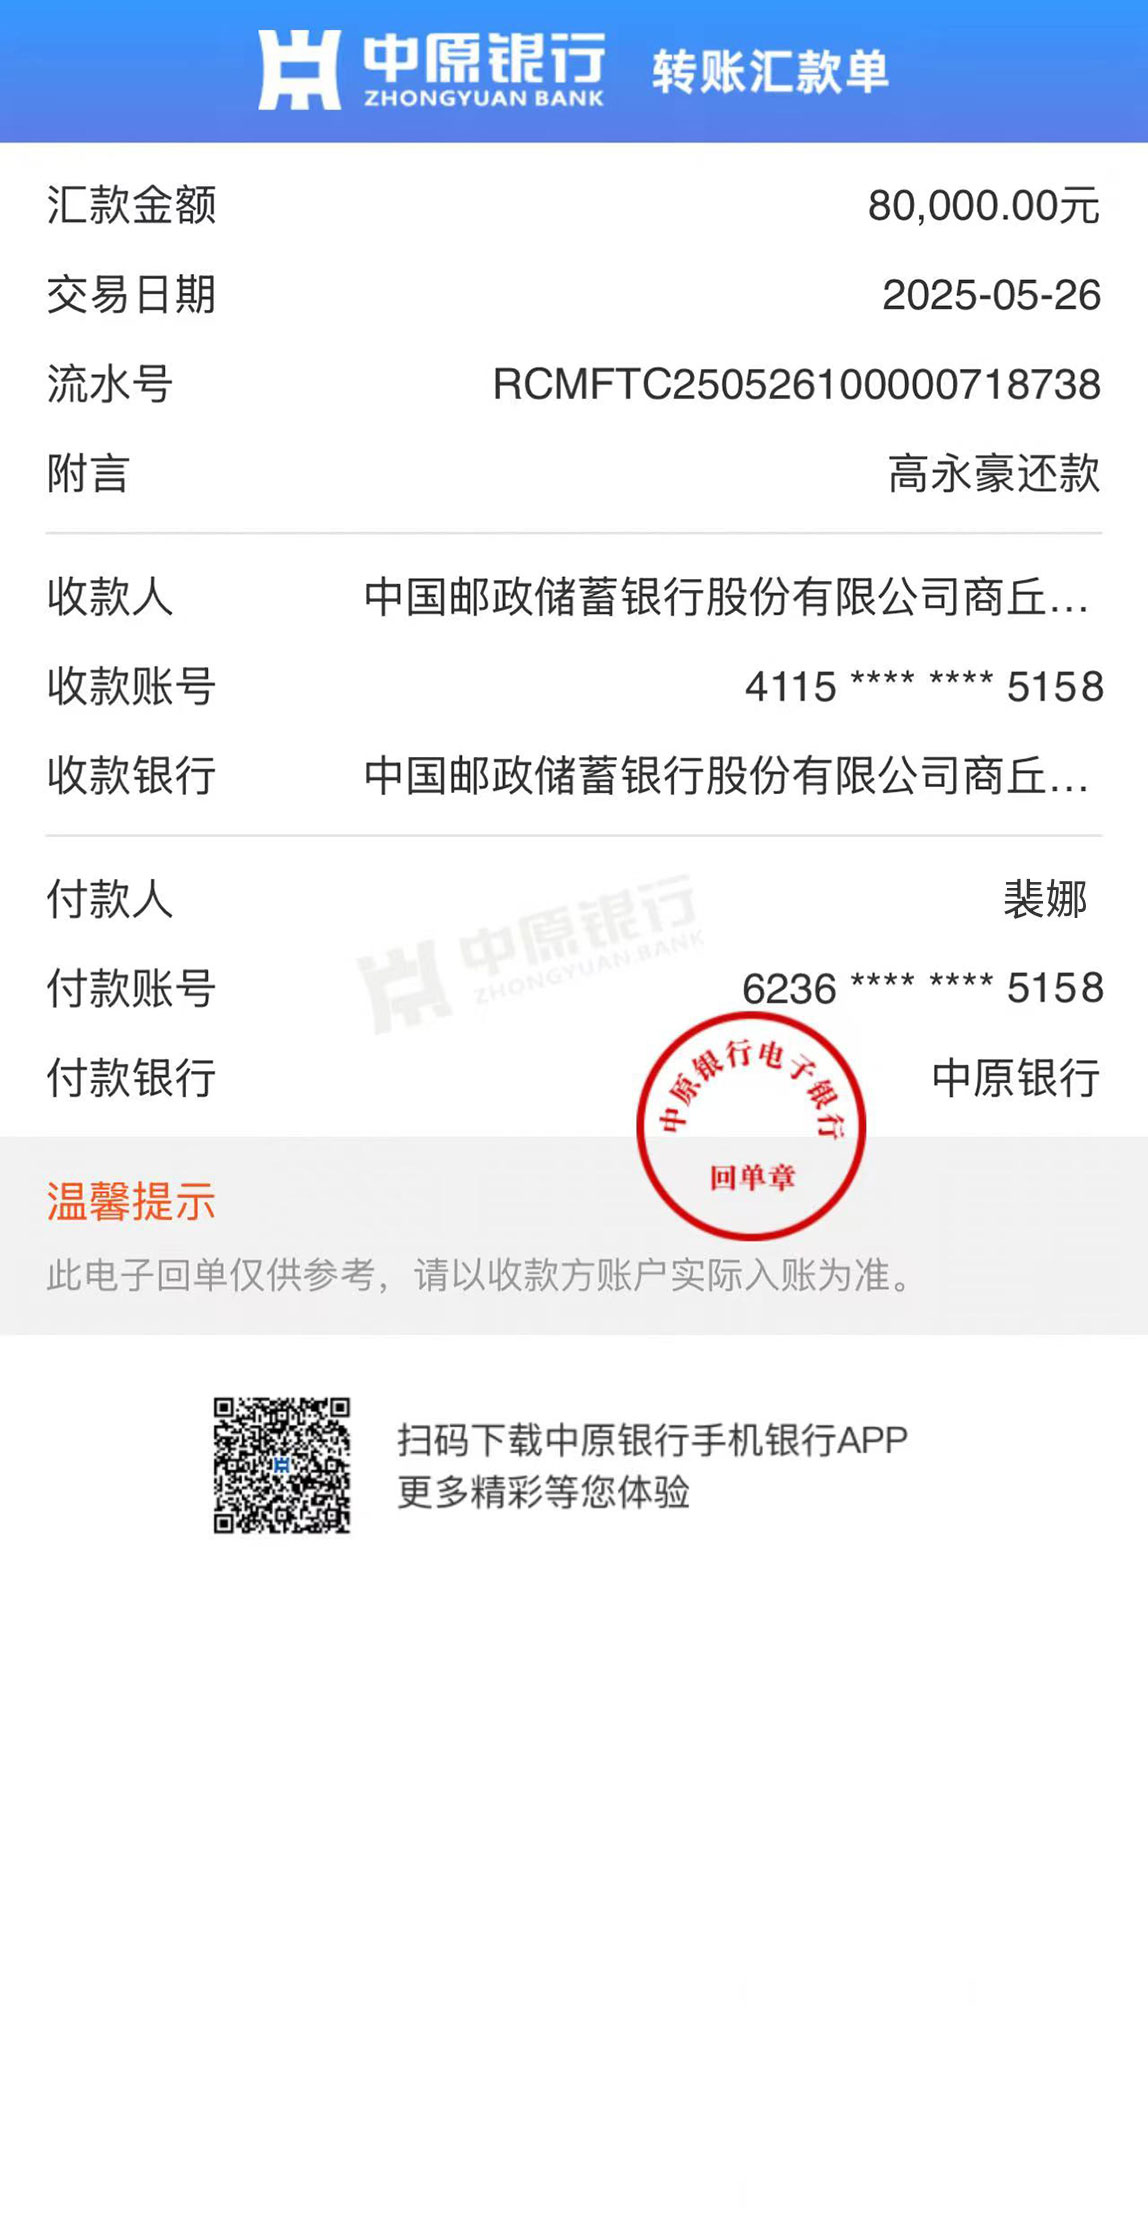 中原银行 转账汇款单
ZHONGYUAN BANK
汇款金额 80,000.00元
交易日期 2025-05-26
流水号 RCMFTC250526100000718738
附言 高永豪还款
收款人 中国邮政储蓄银行股份有限公司商丘...
收款账号 4115 **** **** 5158
收款银行 中国邮政储蓄银行股份有限公司商丘...
付款人 裴娜
中原银行
ZHONGYUAN BANK
付款账号 6236 **** **** 5158
付款银行 中原银行
中原银行电子银行
回单章
温馨提示
此电子回单仅供参考，请以收款方账户实际入账为准。
扫码下载中原银行手机银行APP
更多精彩等您体验